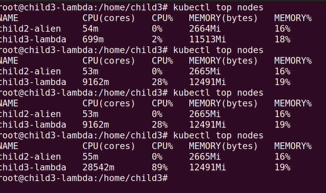 root@child3-lambda:/home/child3# kubectl top nodes
NAME CPU(cores) CPU% MEMORY(bytes) MEMORY%
child2-alien 54m 0% 2664Mi 16%
child3-lambda 699m 2% 11513Mi 18%
root@child3-lambda:/home/child3# kubectl top nodes
NAME CPU(cores) CPU% MEMORY(bytes) MEMORY%
child2-alien 53m 0% 2665Mi 16%
child3-lambda 9162m 28% 12491Mi 19%
root@child3-lambda:/home/child3# kubectl top nodes
NAME CPU(cores) CPU% MEMORY(bytes) MEMORY%
child2-alien 53m 0% 2665Mi 16%
child3-lambda 9162m 28% 12491Mi 19%
root@child3-lambda:/home/child3# kubectl top nodes
NAME CPU(cores) CPU% MEMORY(bytes) MEMORY%
child2-alien 55m 0% 2665Mi 16%
child3-lambda 28542m 89% 12491Mi 19%
root@child3-lambda:/home/child3#